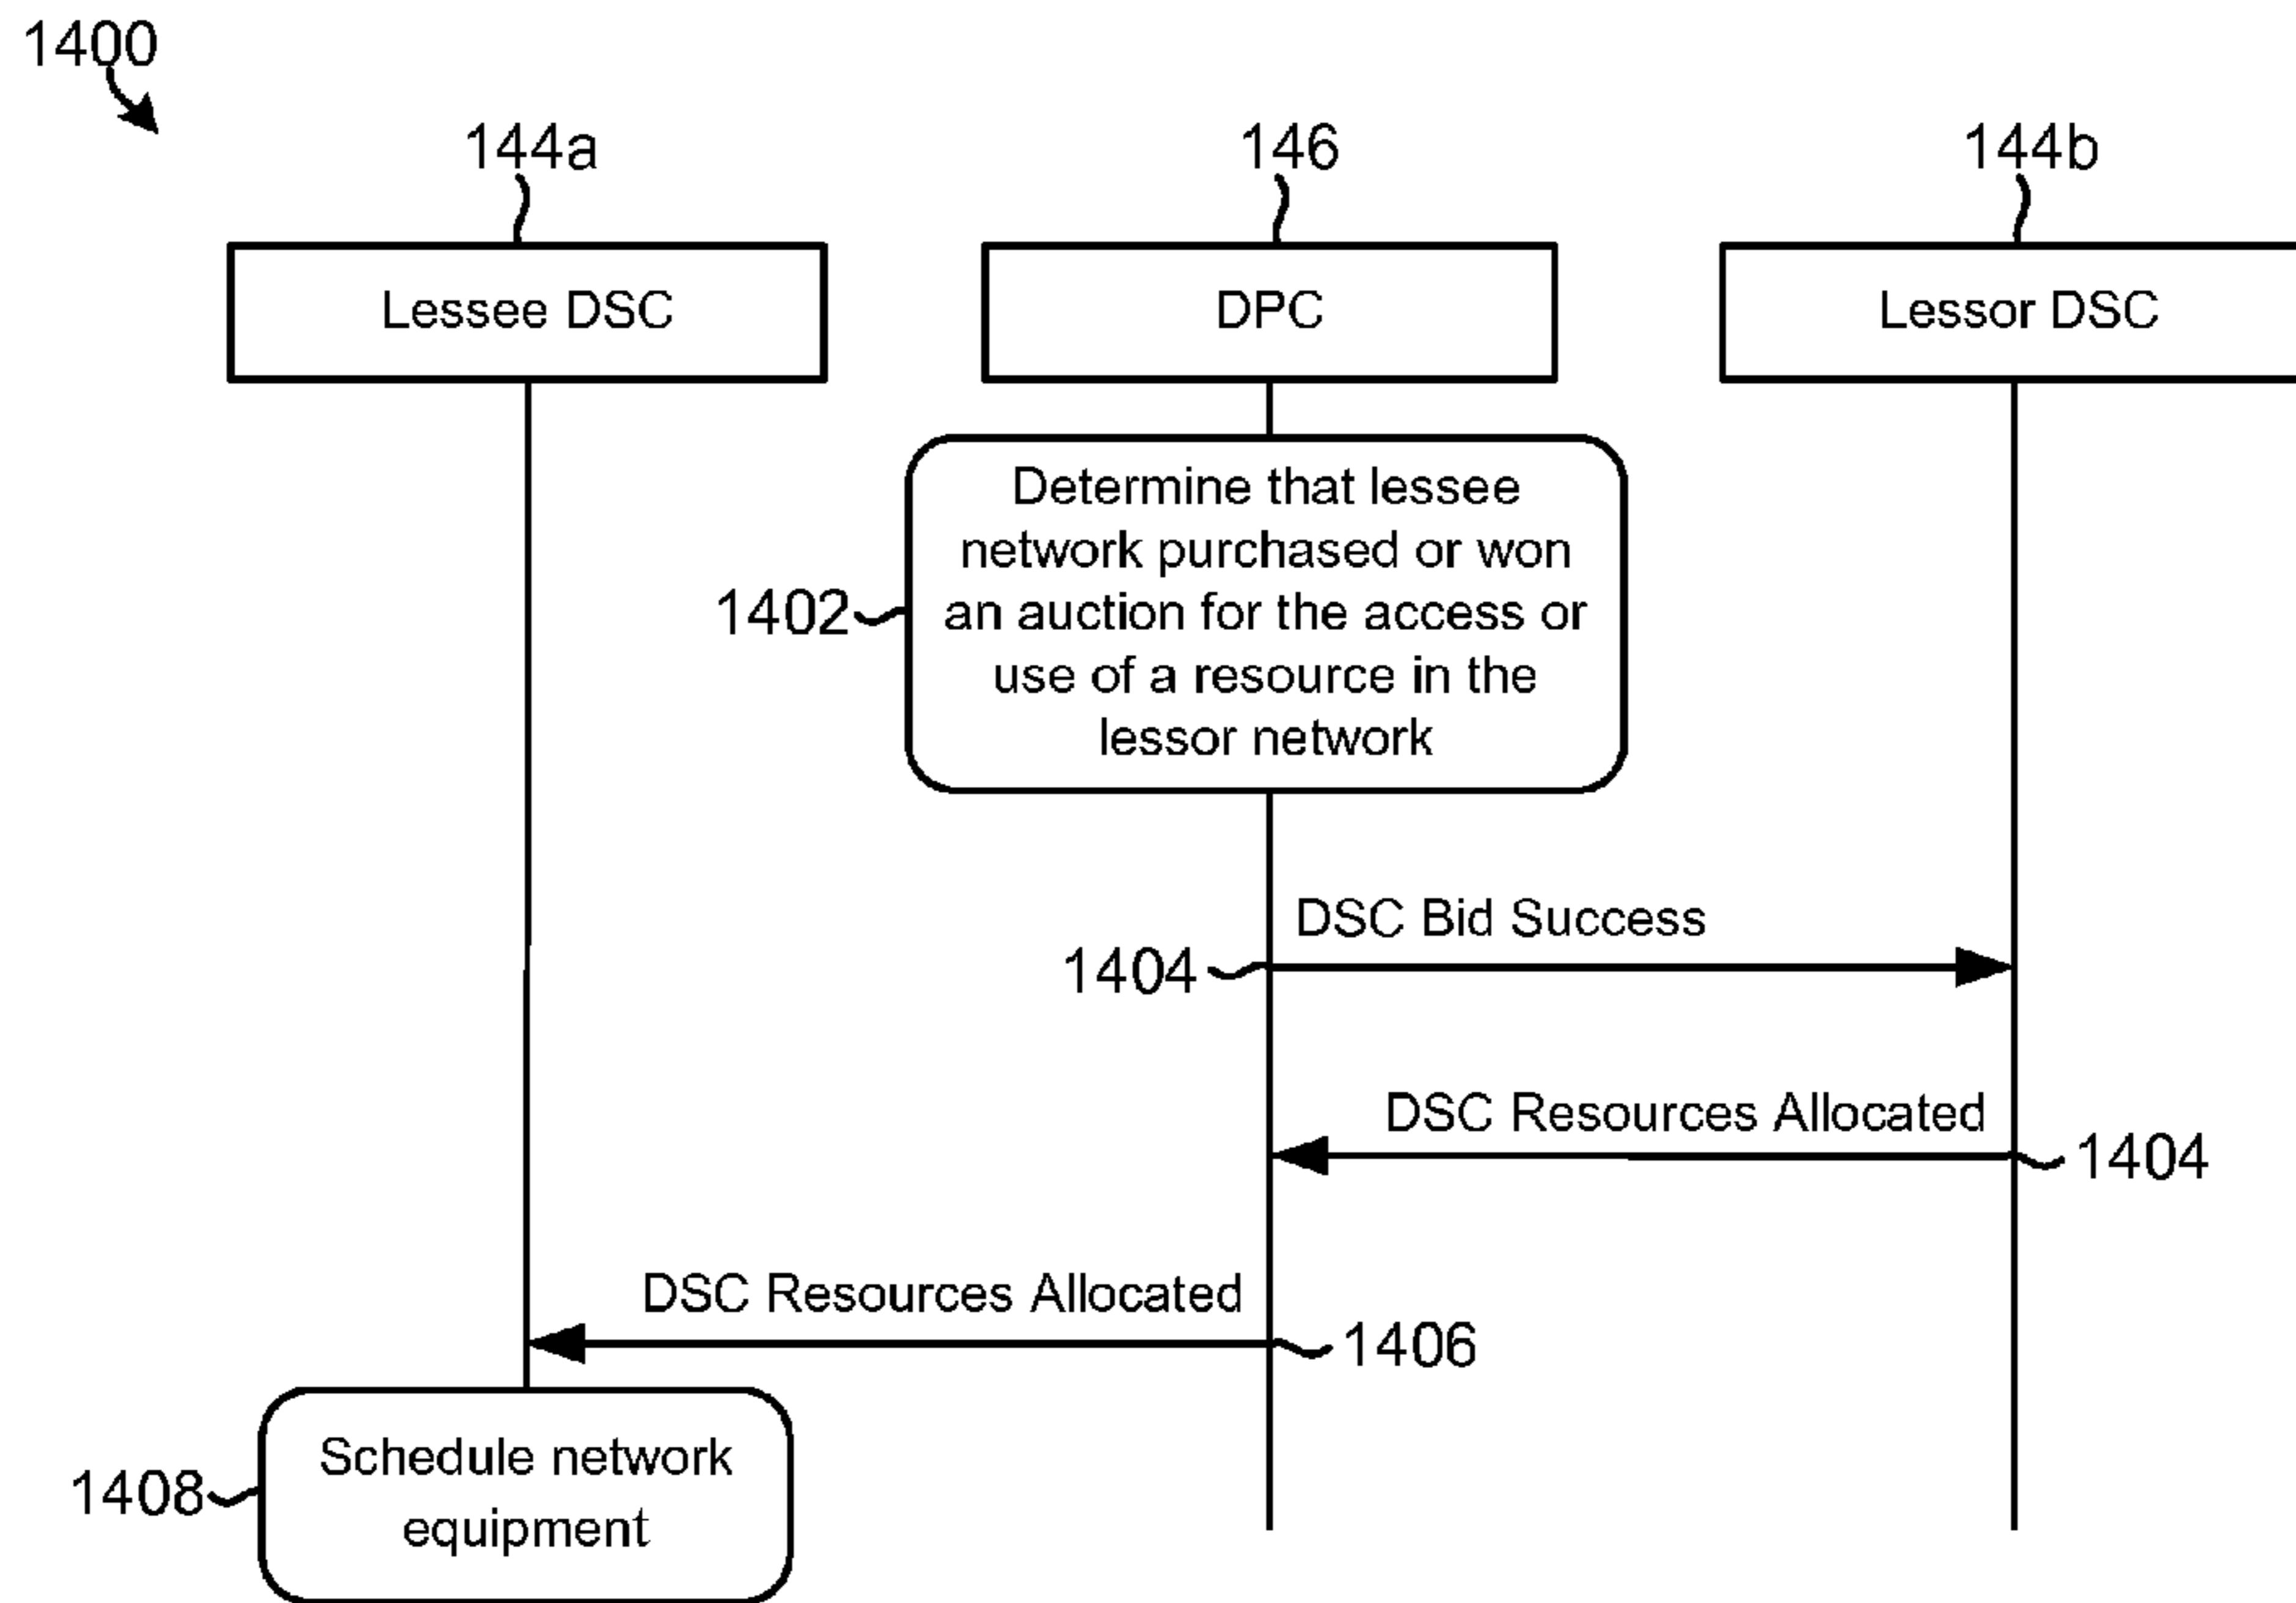 1400
144a
146
144b
Lessee DSC
DPC
Lessor DSC
Determine that lessee
network purchased or won
an auction for the access or
use of a resource in the
lessor network
1402
DSC Bid Success
1404
DSC Resources Allocated
1404
DSC Resources Allocated
1406
Schedule network
equipment
1408